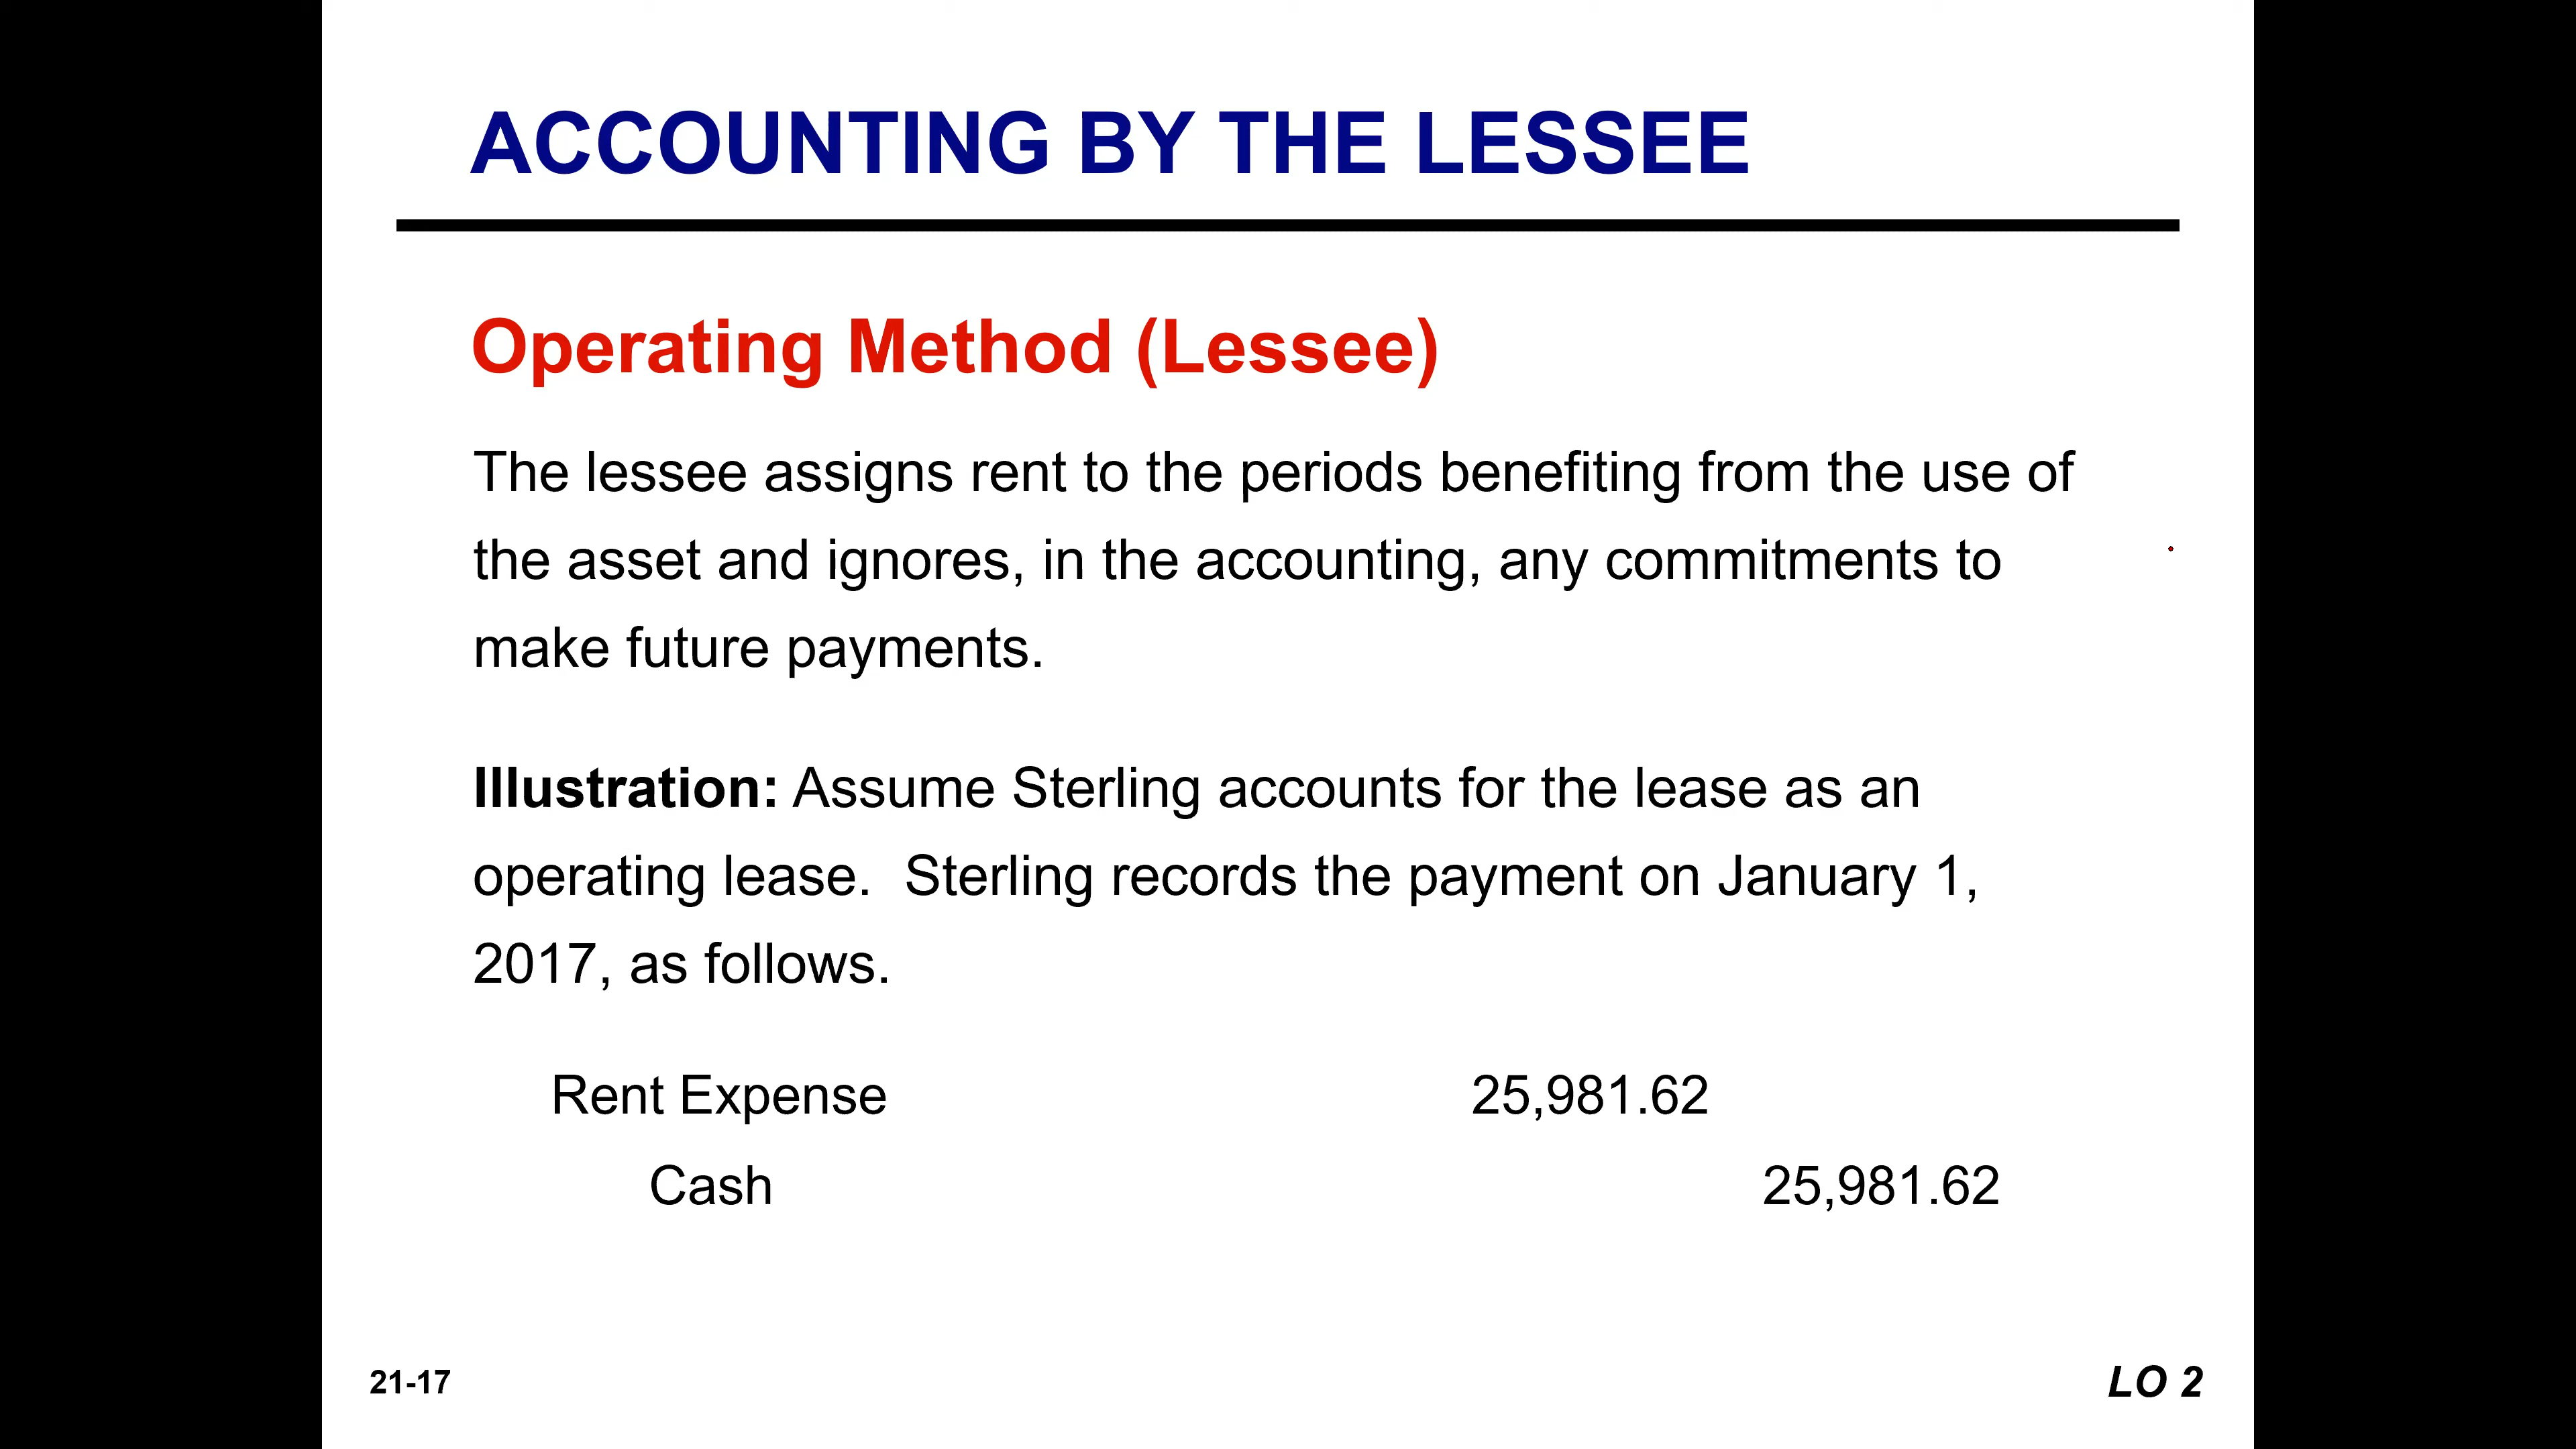 ACCOUNTING BY THE LESSEE
Operating Method (Lessee)
The lessee assigns rent to the periods benefiting from the use of
the asset and ignores, in the accounting, any commitments to
make future payments.
Illustration: Assume Sterling accounts for the lease as an
operating lease.  Sterling records the payment on January 1,
2017, as follows.
Rent Expense 25,981.62
Cash 25,981.62
21-17 LO 2